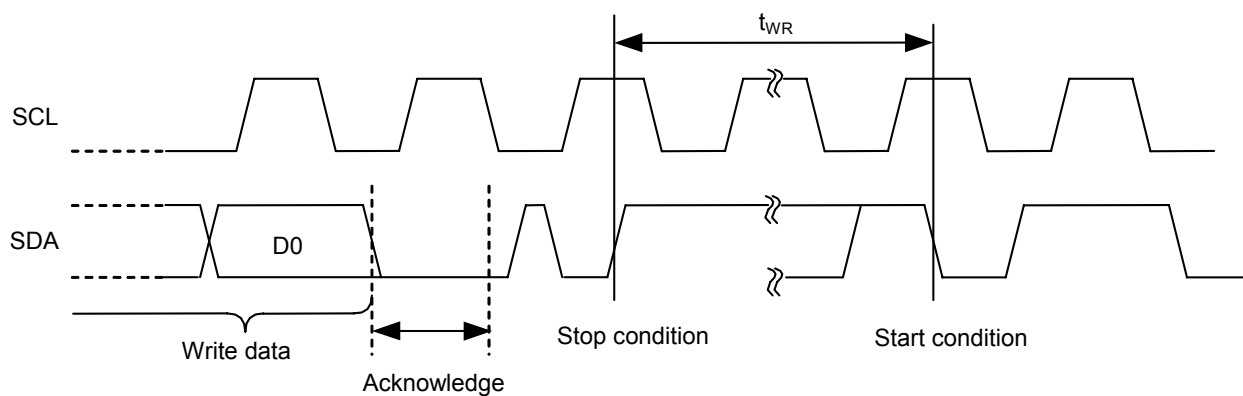 tWR
SCL
SDA
D0
Write data
Acknowledge
Stop condition
Start condition